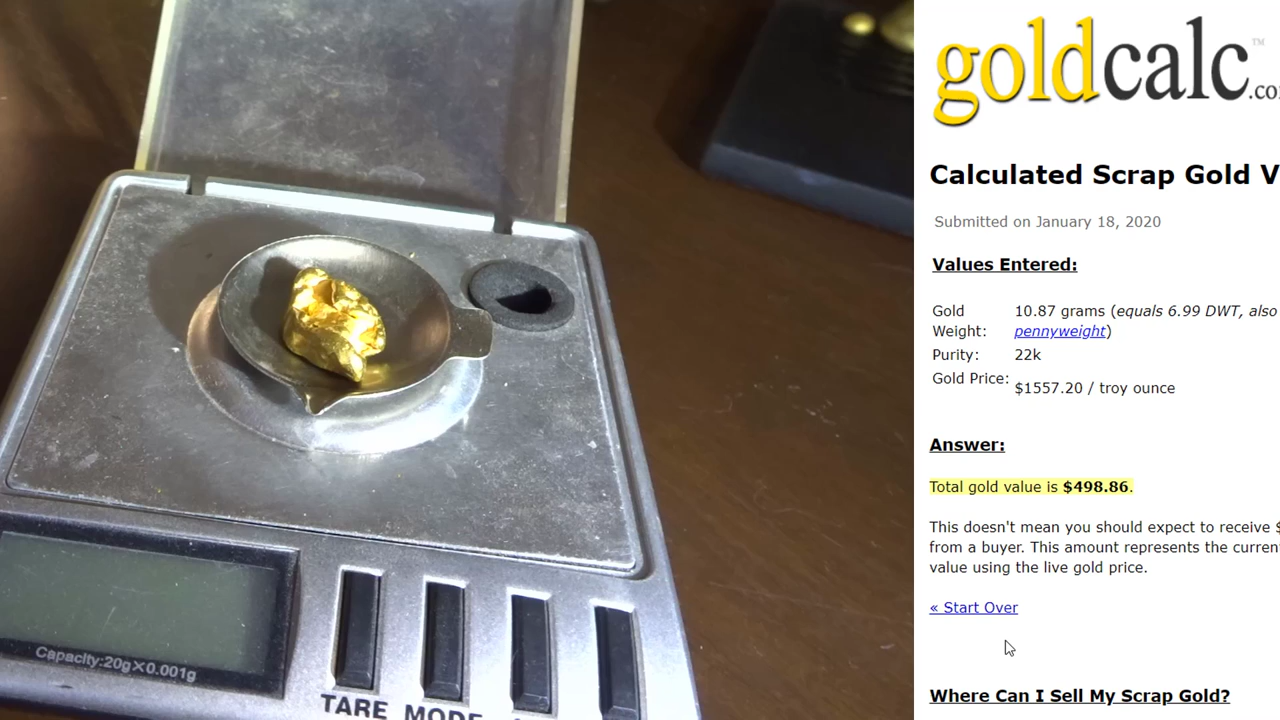 Capacity:20g×0.001g
TARE MODE
goldcalc.co
™
Calculated Scrap Gold V
Submitted on January 18, 2020
Values Entered:
Gold 10.87 grams (equals 6.99 DWT, also
Weight: pennyweight)
Purity: 22k
Gold Price: $1557.20 / troy ounce
Answer:
Total gold value is $498.86.
This doesn't mean you should expect to receive $
from a buyer. This amount represents the curren
value using the live gold price.
« Start Over
Where Can I Sell My Scrap Gold?